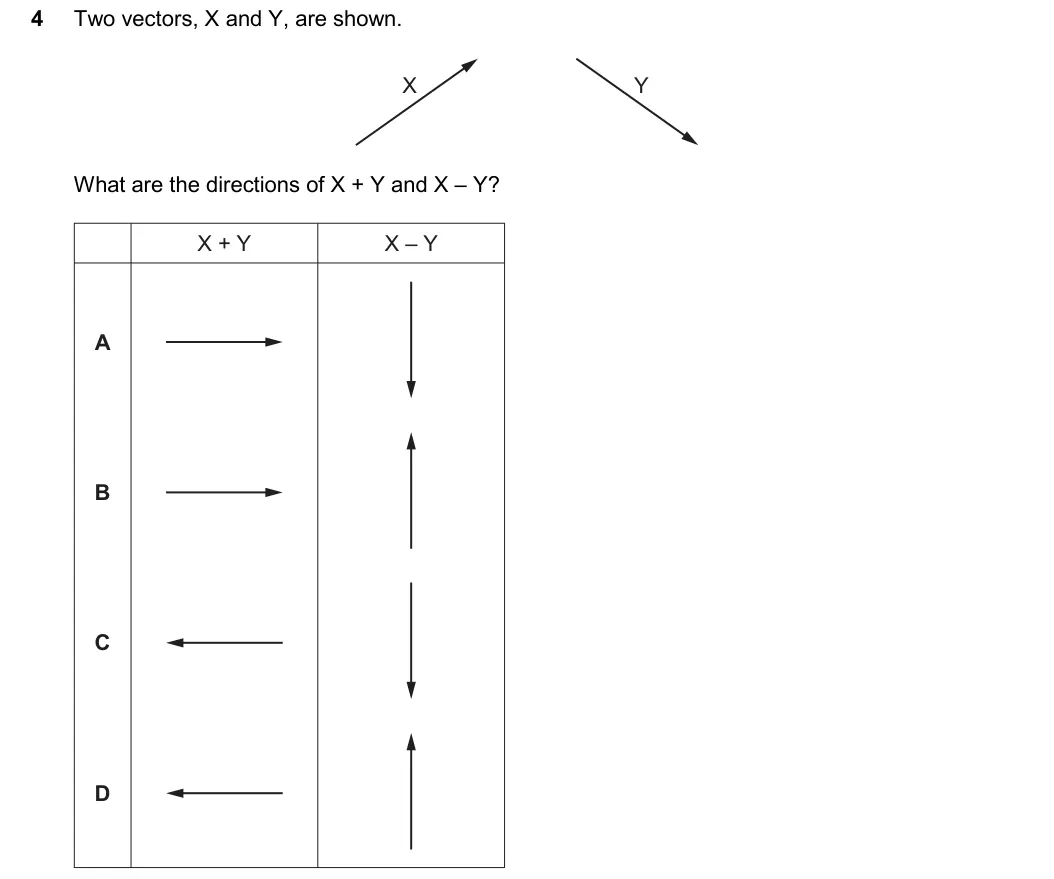 4 Two vectors, X and Y, are shown.
X Y
What are the directions of X + Y and X – Y?
X + Y X – Y
A
B
C
D